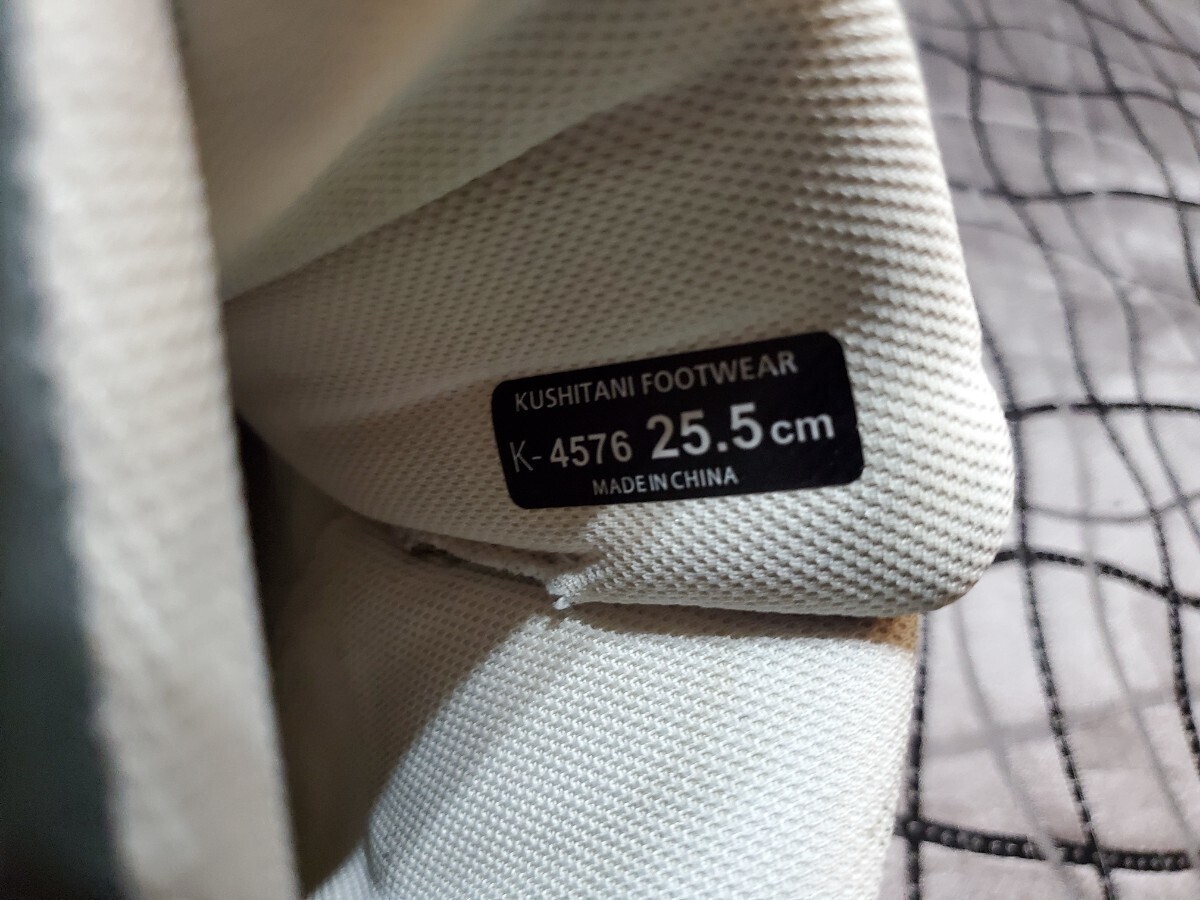 KUSHITANI FOOTWEAR
K-4576 25.5cm
MADE IN CHINA